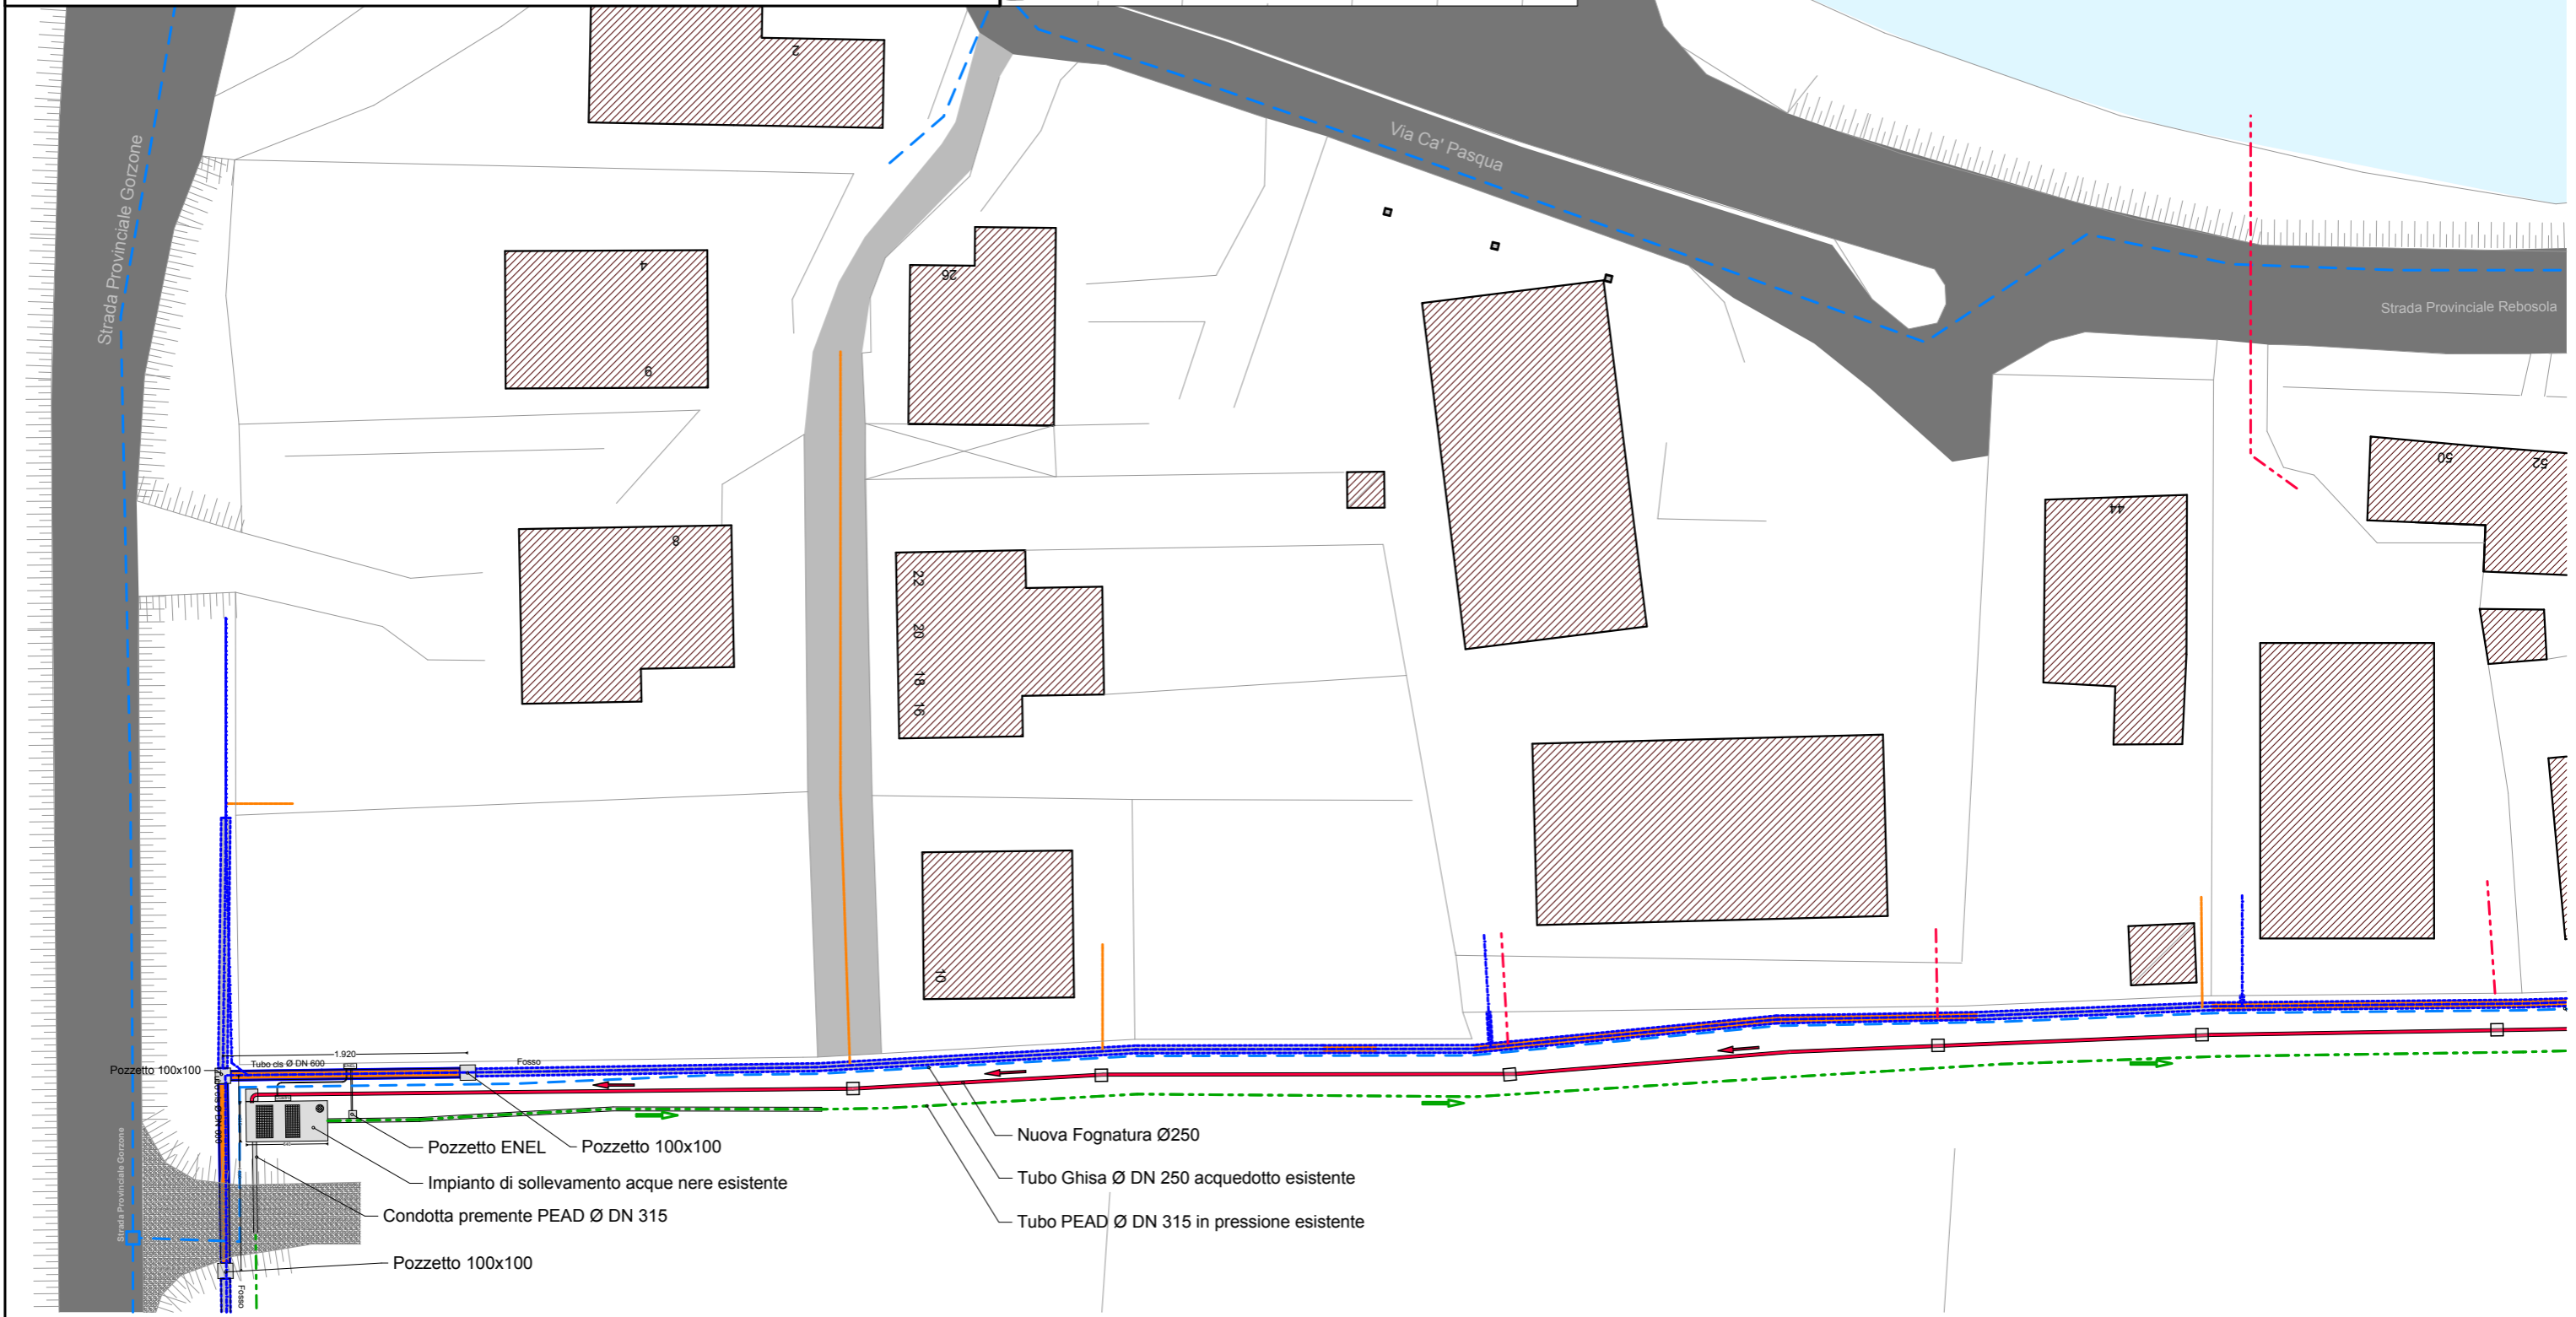 2
Strada Provinciale Gorzone
Via Ca' Pasqua
4
26
9
Strada Provinciale Rebosola
50
52
44
8
22
20
18
16
10
1.920
Tubo cls Ø DN 600
Fosso
Pozzetto 100x100
Pozzetto ENEL
Pozzetto 100x100
Nuova Fognatura Ø250
Impianto di sollevamento acque nere esistente
Tubo Ghisa Ø DN 250 acquedotto esistente
Condotta premente PEAD Ø DN 315
Tubo PEAD Ø DN 315 in pressione esistente
Strada Provinciale Gorzone
Pozzetto 100x100
Fosso